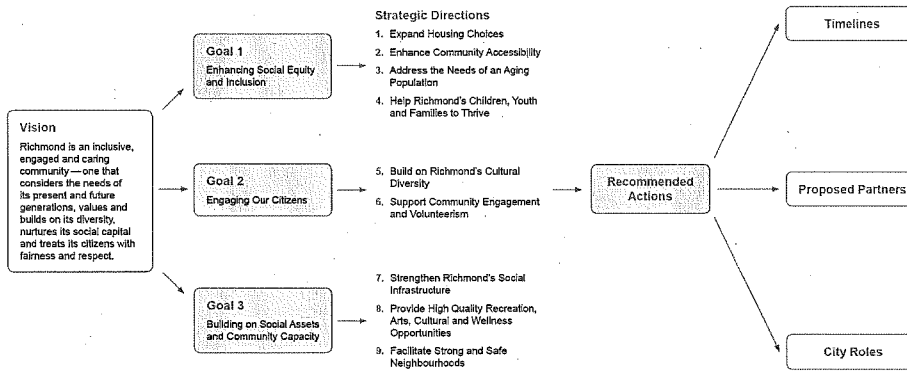 Vision
Richmond is an inclusive,
engaged and caring
community—one that
considers the needs of
its present and future
generations, values and
builds on its diversity,
nurtures its social capital
and treats its citizens with
fairness and respect.
Goal 1
Enhancing Social Equity
and Inclusion
Goal 2
Engaging Our Citizens
Goal 3
Building on Social Assets
and Community Capacity
Strategic Directions
1. Expand Housing Choices
2. Enhance Community Accessibility
3. Address the Needs of an Aging
Population
4. Help Richmond's Children, Youth
and Families to Thrive
5. Build on Richmond's Cultural
Diversity
6. Support Community Engagement
and Volunteerism
7. Strengthen Richmond's Social
Infrastructure
8. Provide High Quality Recreation,
Arts, Cultural and Wellness
Opportunities
9. Facilitate Strong and Safe
Neighbourhoods
Recommended
Actions
Timelines
Proposed Partners
City Roles